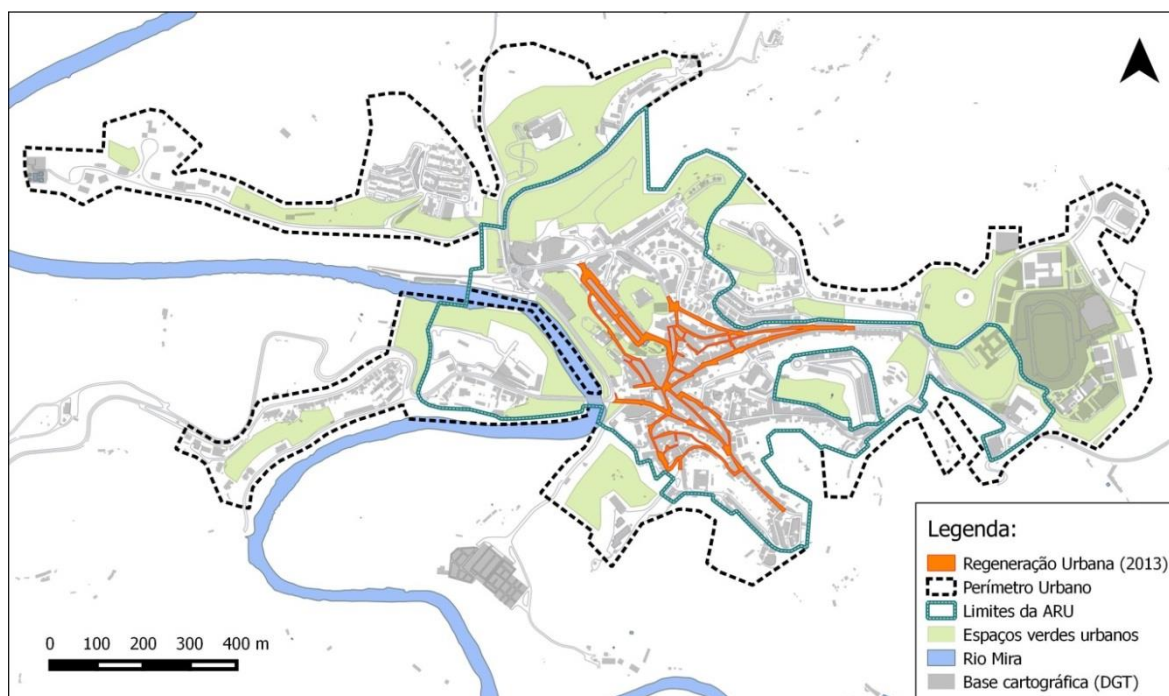 Legenda:
Regeneração Urbana (2013)
Perímetro Urbano
Limites da ARU
Espaços verdes urbanos
Rio Mira
Base cartográfica (DGT)
0 100 200 300 400 m